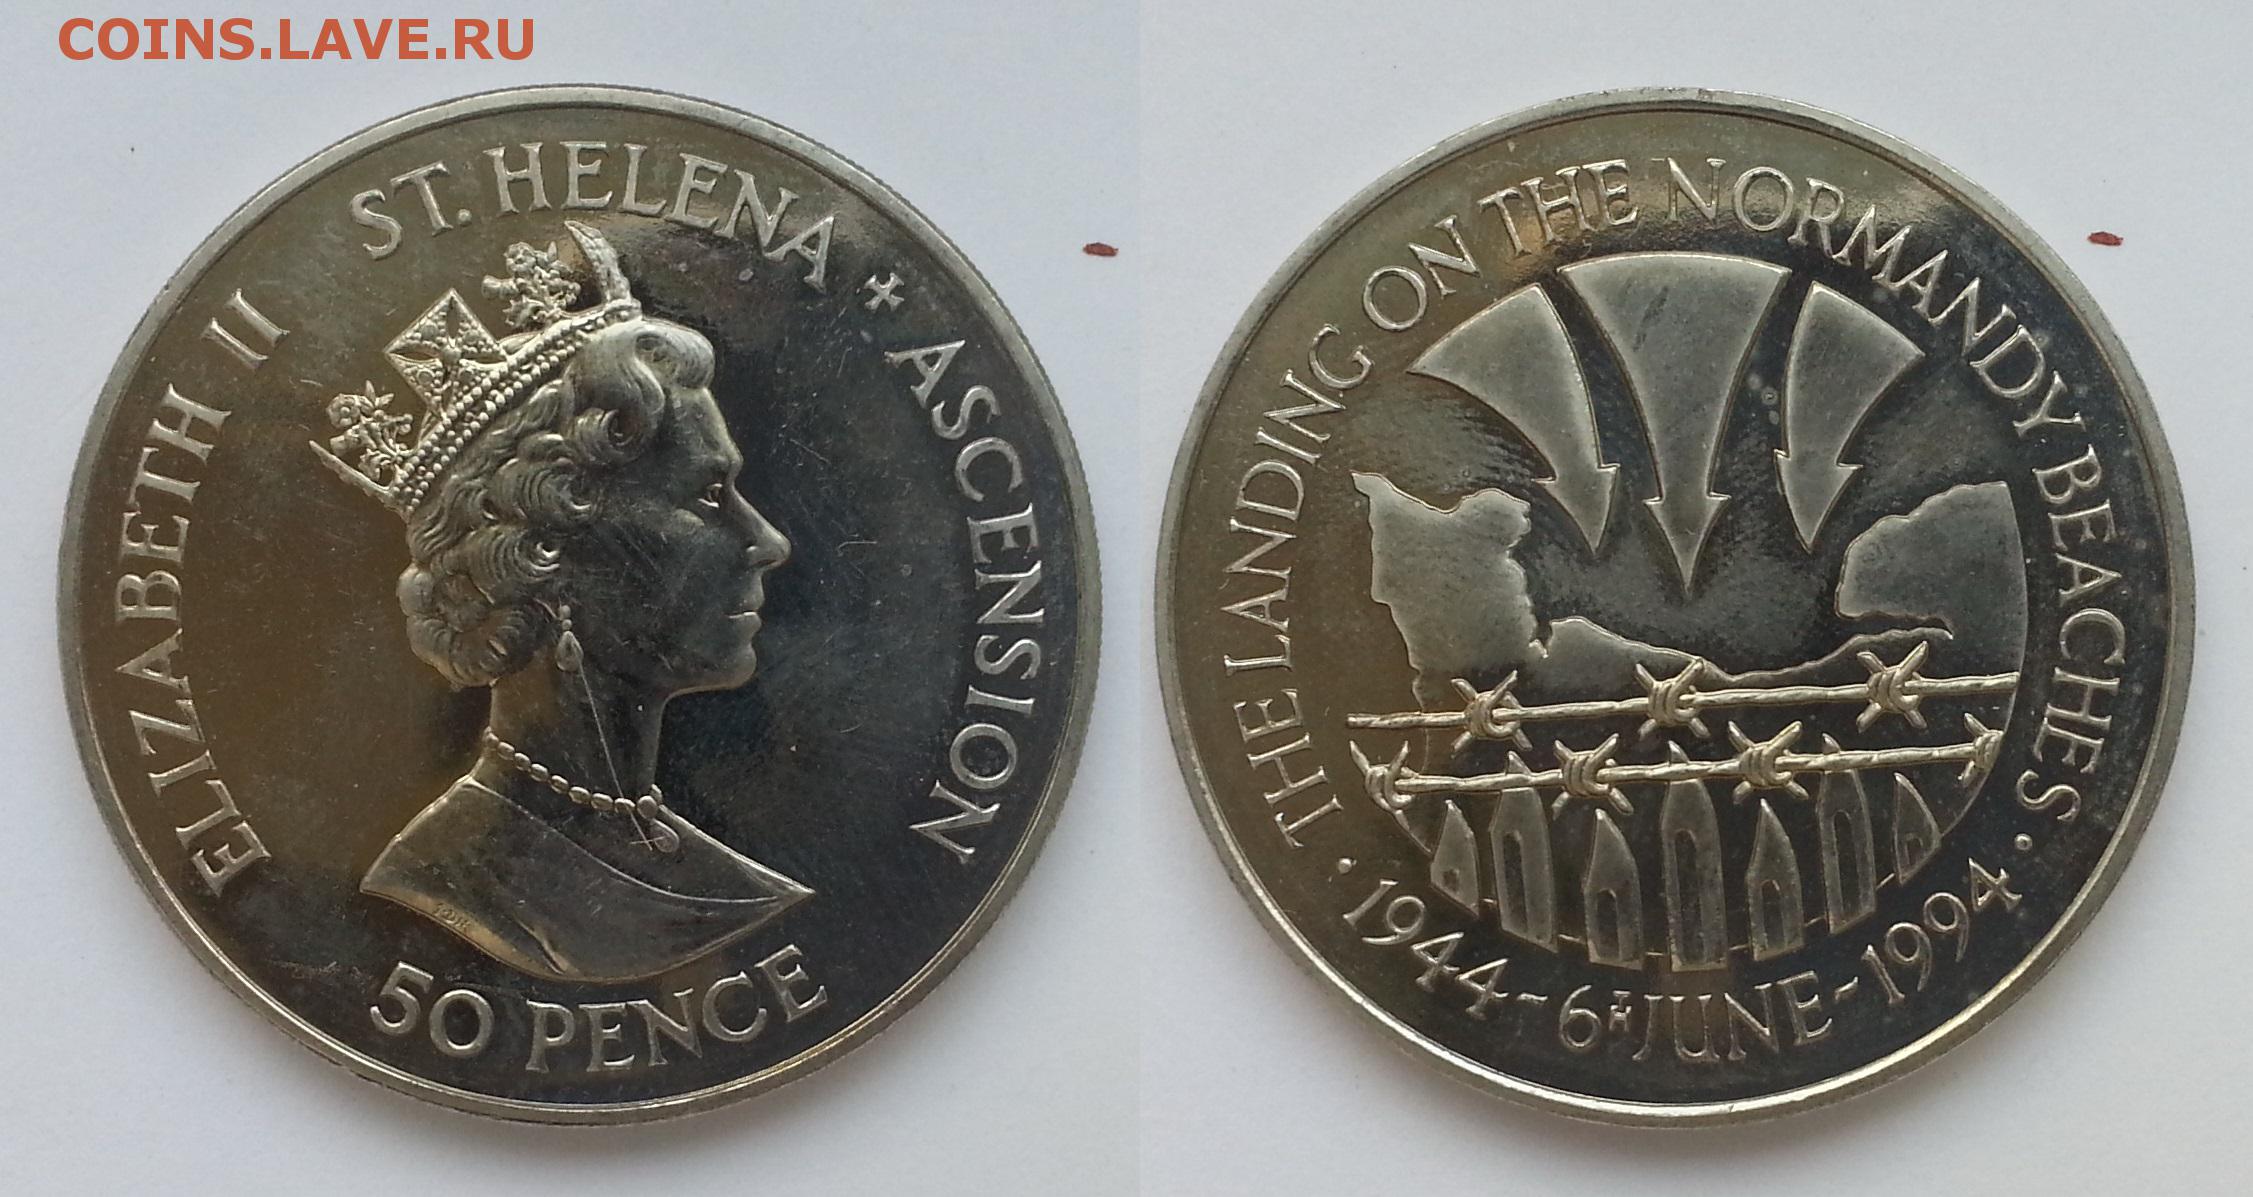 COINS.LAVE.RU
ELIZABETH II ST. HELENA + ASCENSION
50 PENCE
· THE LANDING ON THE NORMANDY BEACHES ·
1944 - 6TH JUNE - 1994